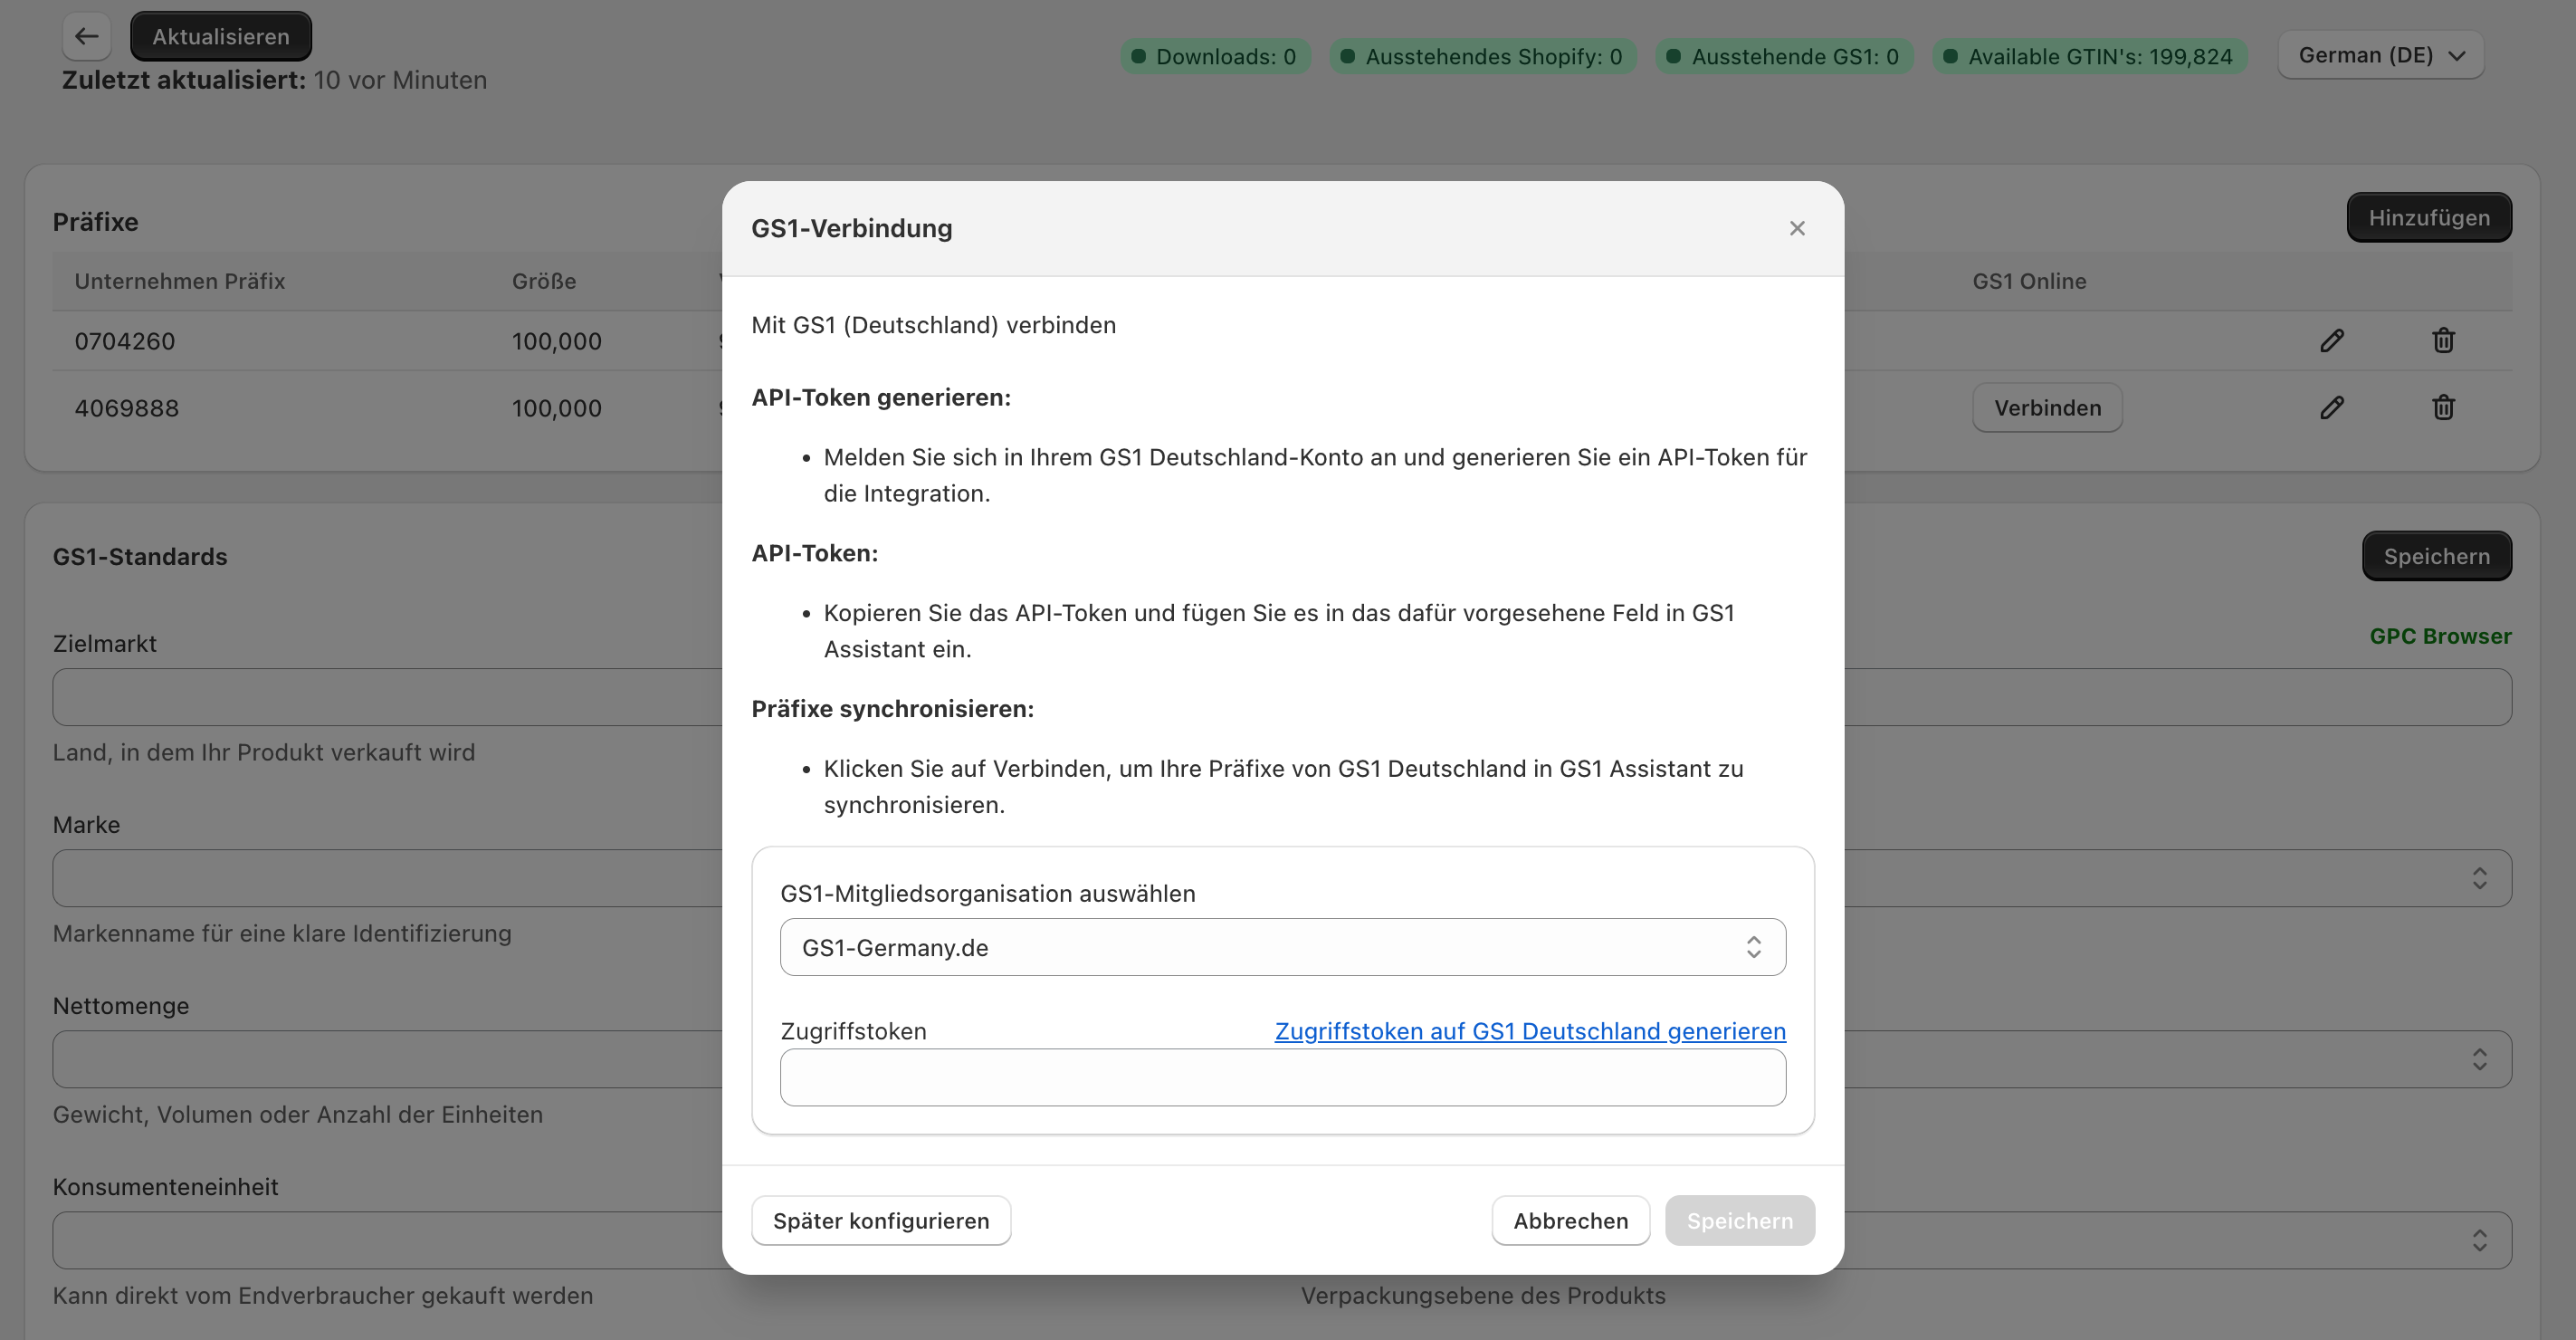 Aktualisieren
Zuletzt aktualisiert: 10 vor Minuten
Downloads: 0
Ausstehendes Shopify: 0
Ausstehende GS1: 0
Available GTIN's: 199,824
German (DE)
Präfixe
Hinzufügen
Unternehmen Präfix
Größe
GS1 Online
0704260
100,000
4069888
100,000
Verbinden
GS1-Standards
Speichern
Zielmarkt
GPC Browser
Land, in dem Ihr Produkt verkauft wird
Marke
Markenname für eine klare Identifizierung
Nettomenge
Gewicht, Volumen oder Anzahl der Einheiten
Konsumenteneinheit
Kann direkt vom Endverbraucher gekauft werden
Verpackungsebene des Produkts
GS1-Verbindung
Mit GS1 (Deutschland) verbinden
API-Token generieren:
• Melden Sie sich in Ihrem GS1 Deutschland-Konto an und generieren Sie ein API-Token für
die Integration.
API-Token:
• Kopieren Sie das API-Token und fügen Sie es in das dafür vorgesehene Feld in GS1
Assistant ein.
Präfixe synchronisieren:
• Klicken Sie auf Verbinden, um Ihre Präfixe von GS1 Deutschland in GS1 Assistant zu
synchronisieren.
GS1-Mitgliedsorganisation auswählen
GS1-Germany.de
Zugriffstoken
Zugriffstoken auf GS1 Deutschland generieren
Später konfigurieren
Abbrechen
Speichern